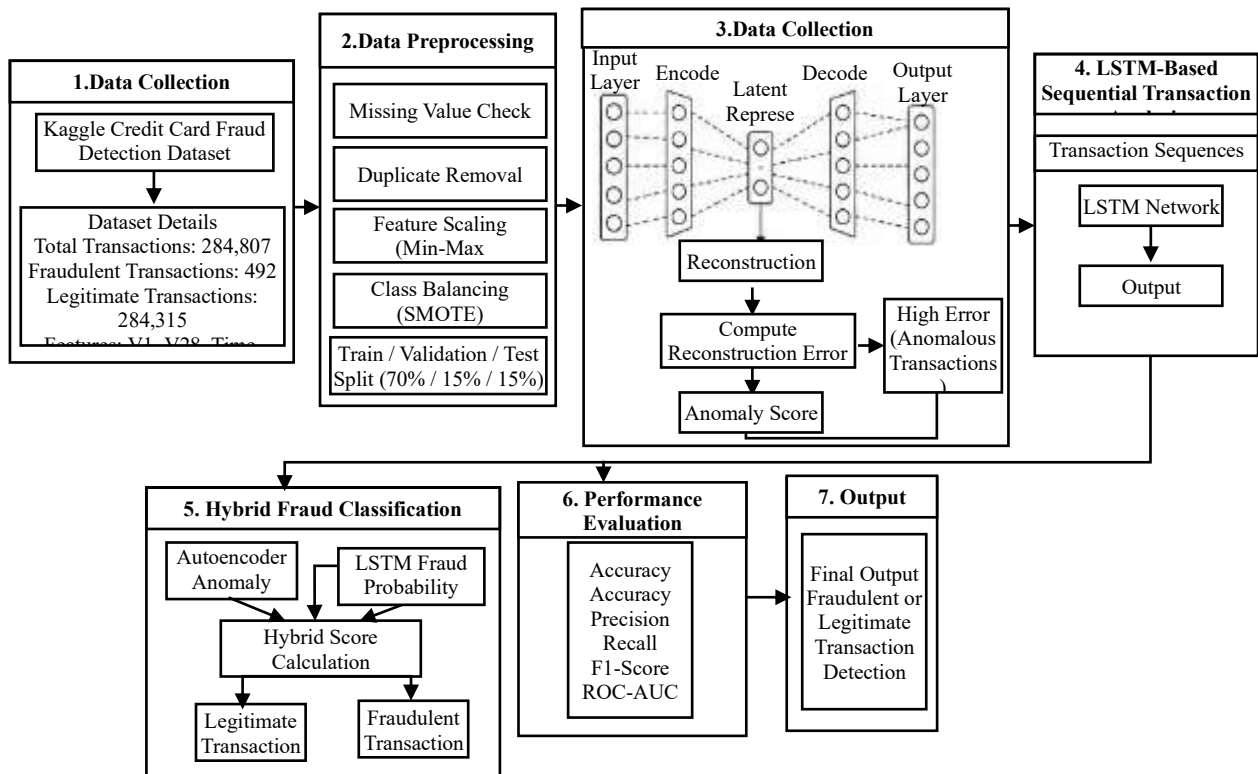 1.Data Collection
Kaggle Credit Card Fraud
Detection Dataset
Dataset Details
Total Transactions: 284,807
Fraudulent Transactions: 492
Legitimate Transactions:
284,315
Features: V1–V28, Time
2.Data Preprocessing
Missing Value Check
Duplicate Removal
Feature Scaling
(Min-Max
Class Balancing
(SMOTE)
Train / Validation / Test
Split (70% / 15% / 15%)
3.Data Collection
Input
Layer
Encode
Latent
Represe
Decode
Output
Layer
Reconstruction
Compute
Reconstruction Error
High Error
(Anomalous
Transactions
)
Anomaly Score
4. LSTM-Based
Sequential Transaction
Transaction Sequences
LSTM Network
Output
5. Hybrid Fraud Classification
Autoencoder
Anomaly
LSTM Fraud
Probability
Hybrid Score
Calculation
Legitimate
Transaction
Fraudulent
Transaction
6. Performance
Evaluation
Accuracy
Accuracy
Precision
Recall
F1-Score
ROC-AUC
7. Output
Final Output
Fraudulent or
Legitimate
Transaction
Detection